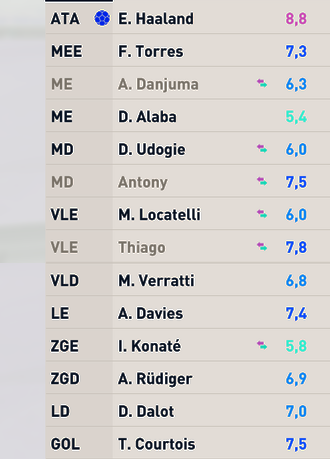 ATA E. Haaland 8,8
MEE F. Torres 7,3
ME A. Danjuma 6,3
ME D. Alaba 5,4
MD D. Udogie 6,0
MD Antony 7,5
VLE M. Locatelli 6,0
VLE Thiago 7,8
VLD M. Verratti 6,8
LE A. Davies 7,4
ZGE I. Konaté 5,8
ZGD A. Rüdiger 6,9
LD D. Dalot 7,0
GOL T. Courtois 7,5